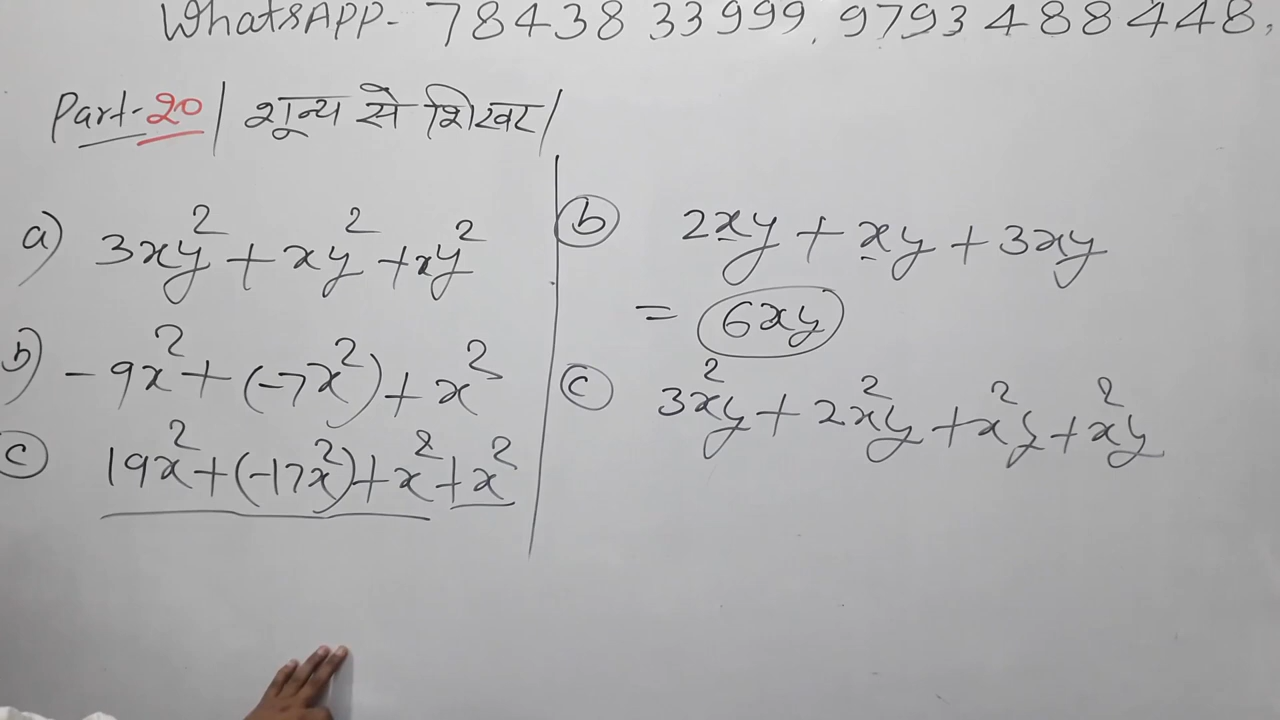 WhatsAPP- 78438 33999, 9793488448,
Part-20 | शून्य से शिखर |
a) 3xy² + xy² + xy²
b) -9x² + (-7x²) + x²
c 19x² + (-17x²) + x² + x²
b 2xy + xy + 3xy
= 6xy
c 3x²y + 2x²y + x²y + x²y